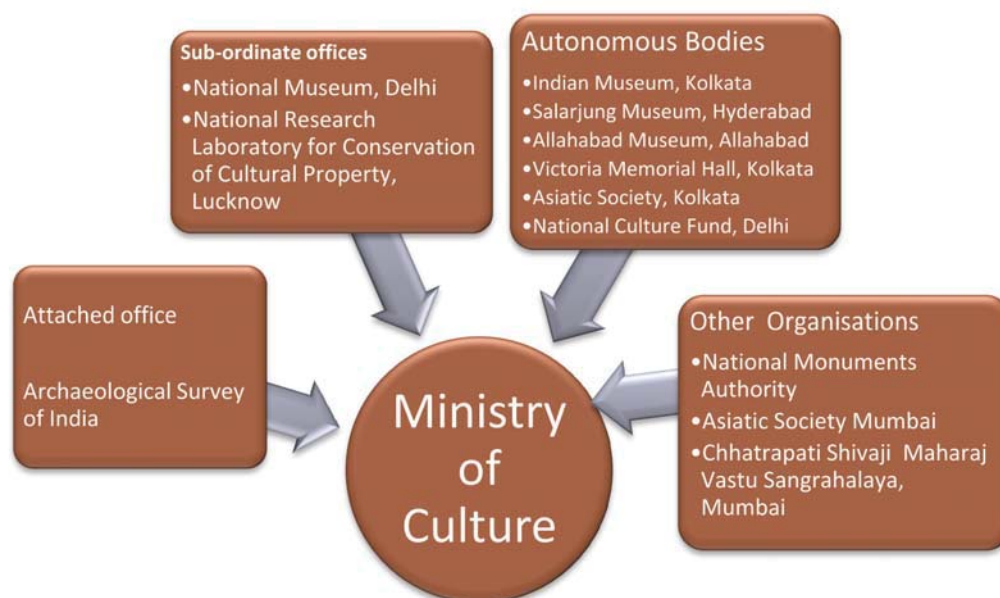 Sub-ordinate offices
•National Museum, Delhi
•National Research
Laboratory for Conservation
of Cultural Property,
Lucknow
Autonomous Bodies
•Indian Museum, Kolkata
•Salarjung Museum, Hyderabad
•Allahabad Museum, Allahabad
•Victoria Memorial Hall, Kolkata
•Asiatic Society, Kolkata
•National Culture Fund, Delhi
Attached office
Archaeological Survey
of India
Other Organisations
•National Monuments
Authority
•Asiatic Society Mumbai
•Chhatrapati Shivaji Maharaj
Vastu Sangrahalaya,
Mumbai
Ministry
of
Culture